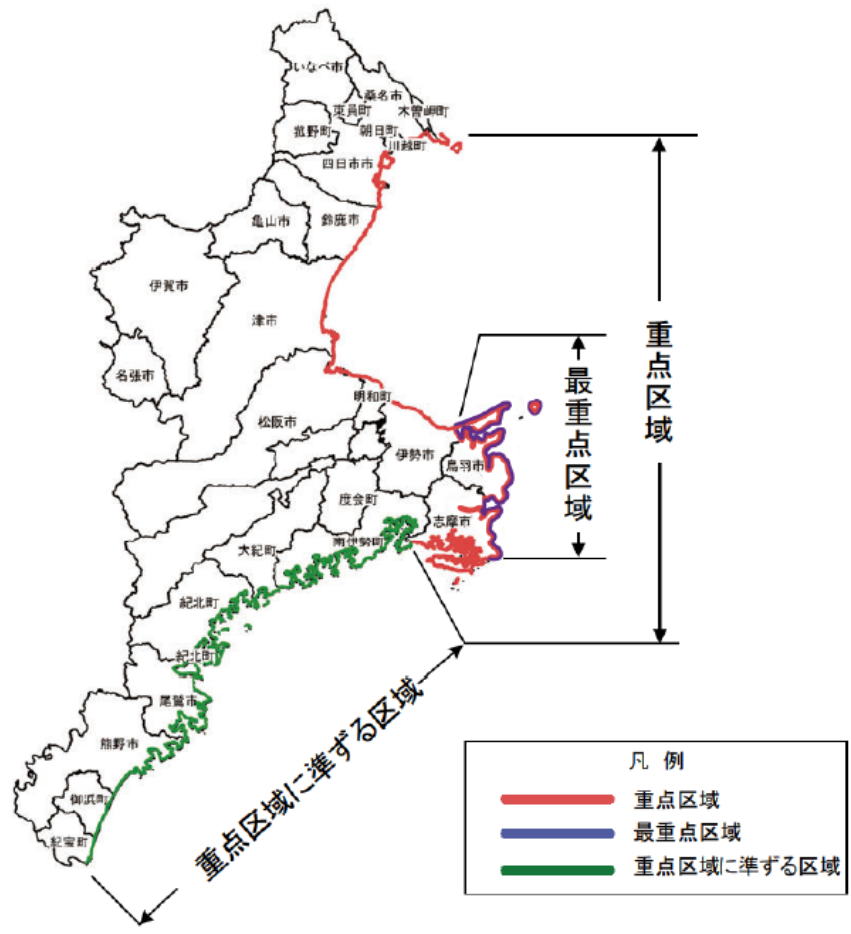 いなべ市
桑名市
東員町
木曽岬町
菰野町
朝日町
川越町
四日市市
亀山市
鈴鹿市
伊賀市
津市
名張市
明和町
松阪市
伊勢市
鳥羽市
度会町
志摩市
南伊勢町
大紀町
紀北町
紀北町
尾鷲市
熊野市
御浜町
紀宝町
重点区域
最重点区域
重点区域に準ずる区域
凡 例
重点区域
最重点区域
重点区域に準ずる区域